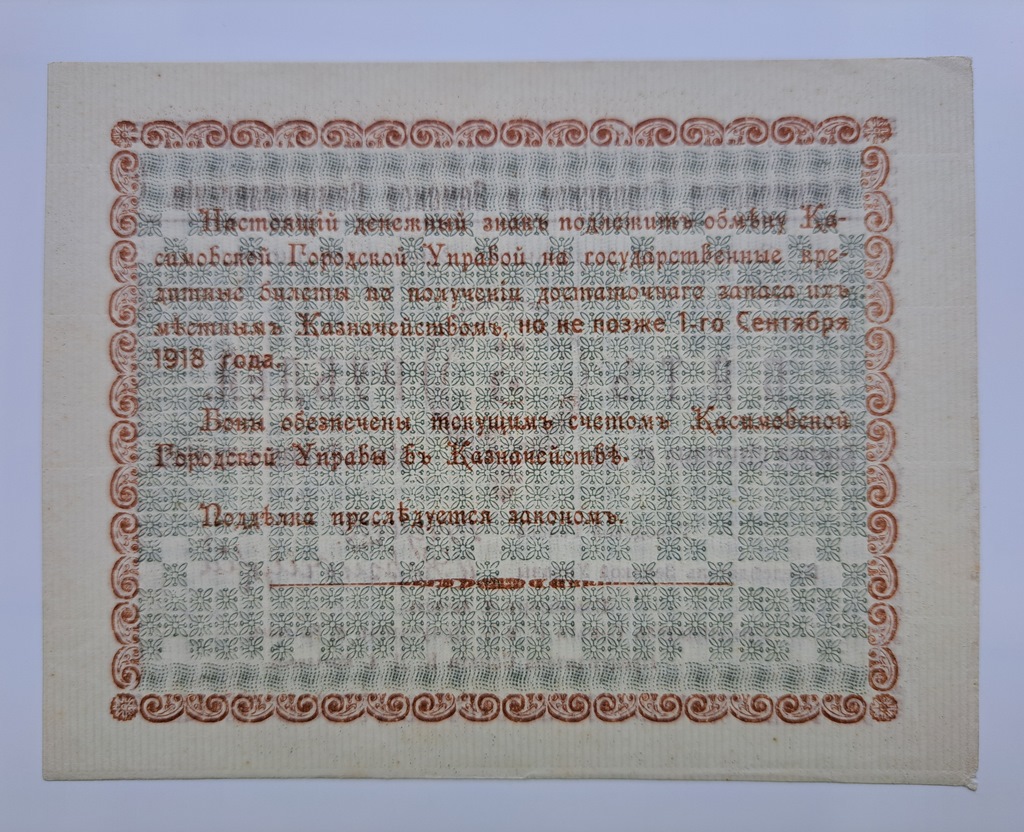 Настоящій денежный знакъ подлежитъ обмѣну Ка-
симовской Городской Управой на государственные кре-
дитные билеты по полученіи достаточнаго запаса ихъ
мѣстнымъ Казначействомъ, но не позже 1-го Сентября
1918 года.
Боны обезпечены текущимъ счетомъ Касимовской
Городской Управы въ Казначействѣ.
Поддѣлка преслѣдуется закономъ.